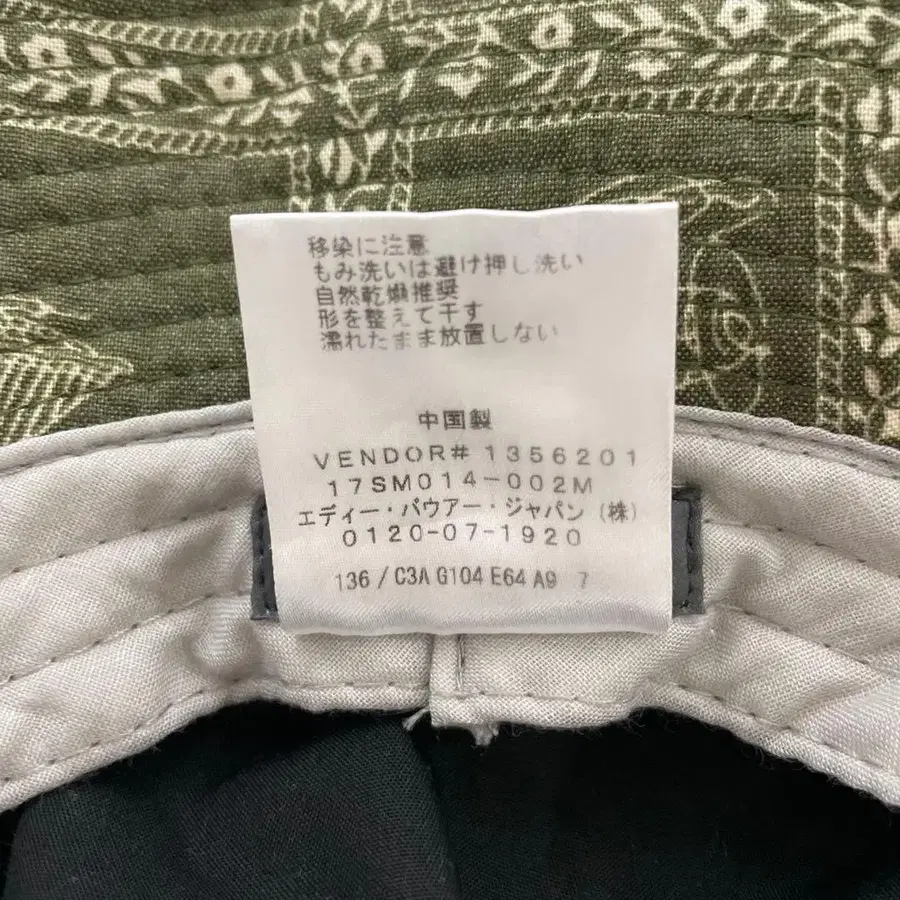 移染に注意
もみ洗いは避け押し洗い
自然乾燥推奨
形を整えて干す
濡れたまま放置しない
中国製
VENDOR# 1356201
17SM014-002M
エディー・バウアー・ジャパン（株）
0120-07-1920
136 / C3A G104 E64 A9 7